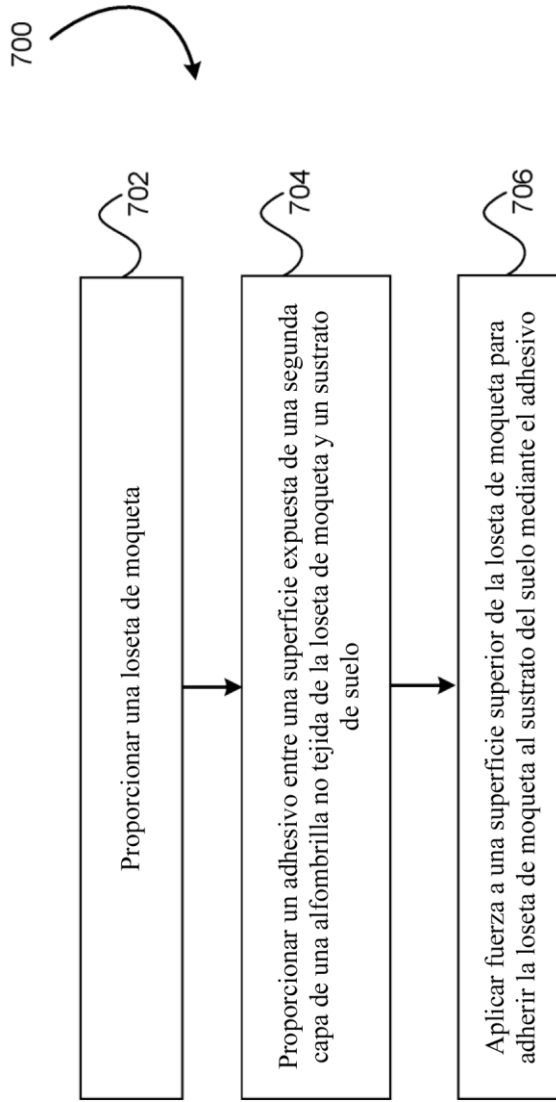 700
702
Proporcionar una loseta de moqueta
704
Proporcionar un adhesivo entre una superficie expuesta de una segunda
capa de una alfombrilla no tejida de la loseta de moqueta y un sustrato
de suelo
706
Aplicar fuerza a una superficie superior de la loseta de moqueta para
adherir la loseta de moqueta al sustrato del suelo mediante el adhesivo